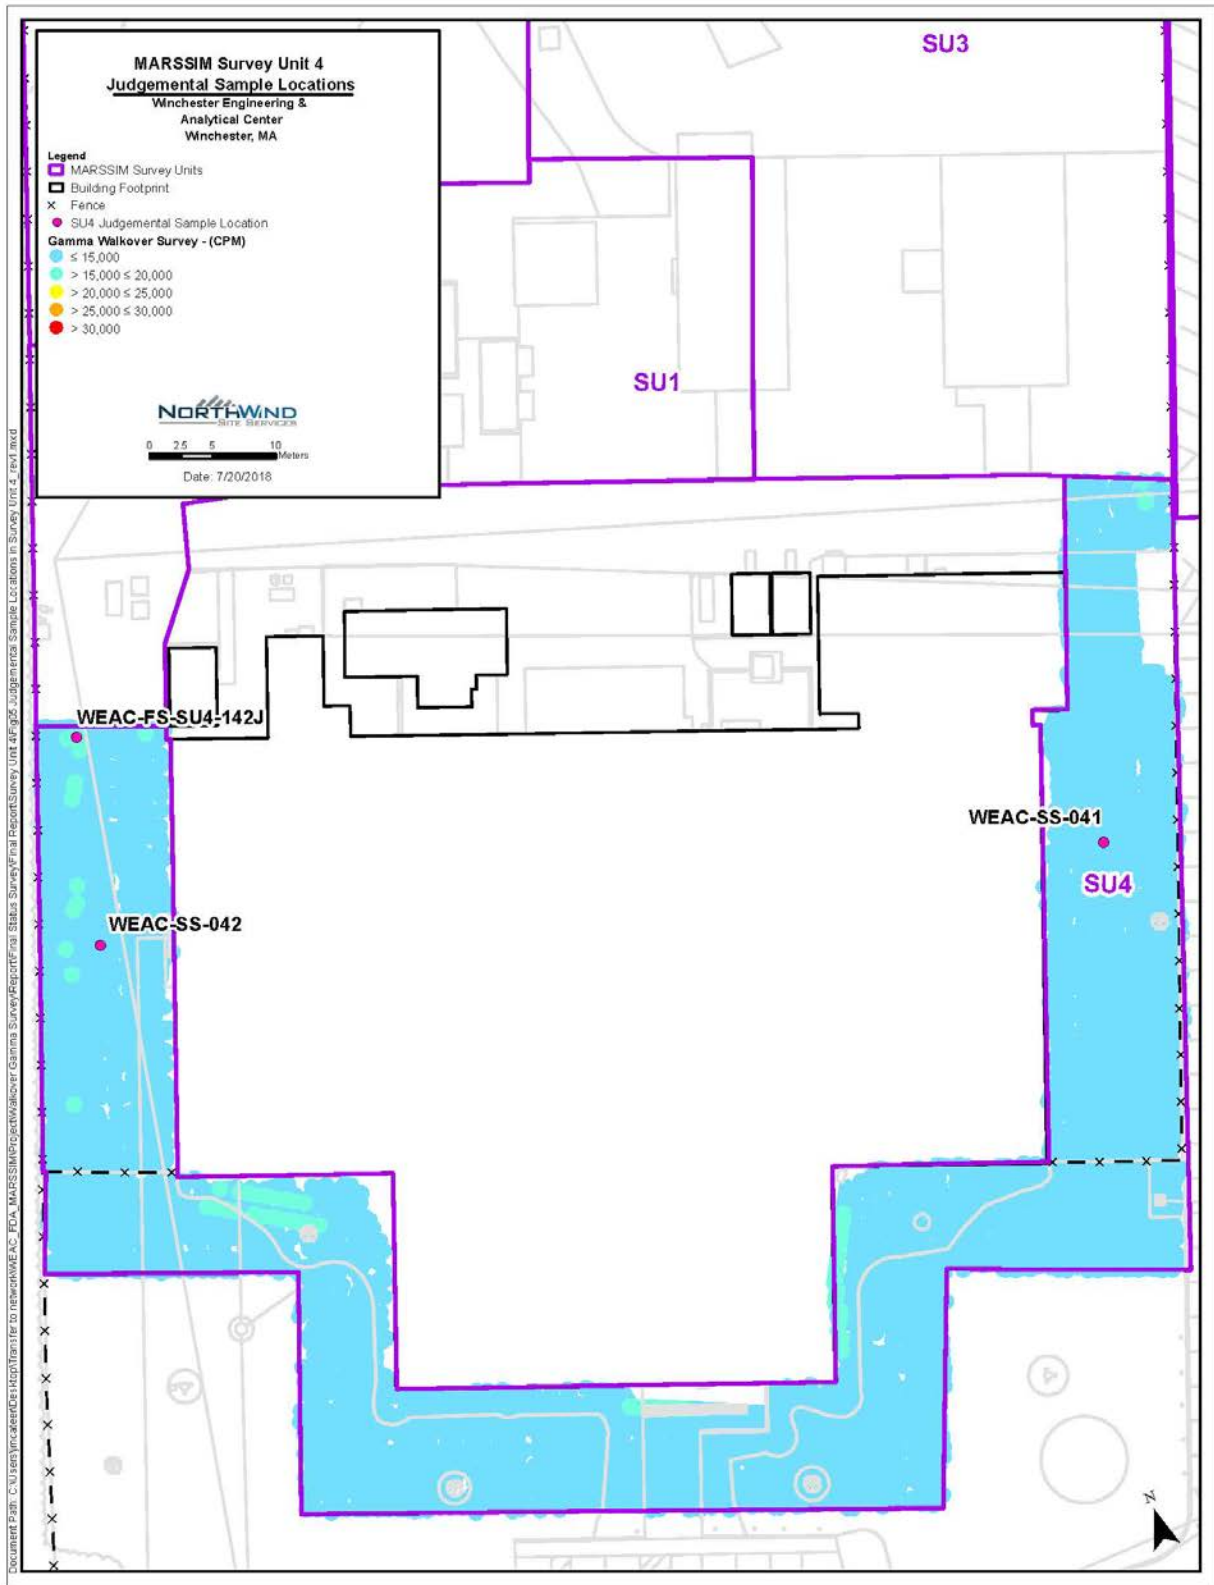 MARSSIM Survey Unit 4
Judgemental Sample Locations
Winchester Engineering &
Analytical Center
Winchester, MA
Legend
MARSSIM Survey Units
Building Footprint
Fence
SU4 Judgemental Sample Location
Gamma Walkover Survey - (CPM)
≤ 15,000
> 15,000 ≤ 20,000
> 20,000 ≤ 25,000
> 25,000 ≤ 30,000
> 30,000
NORTHWIND
SITE SERVICES
0 2.5 5 10
Meters
Date: 7/20/2018
SU3
SU1
WEAC-FS-SU4-142J
WEAC-SS-041
SU4
WEAC-SS-042
N